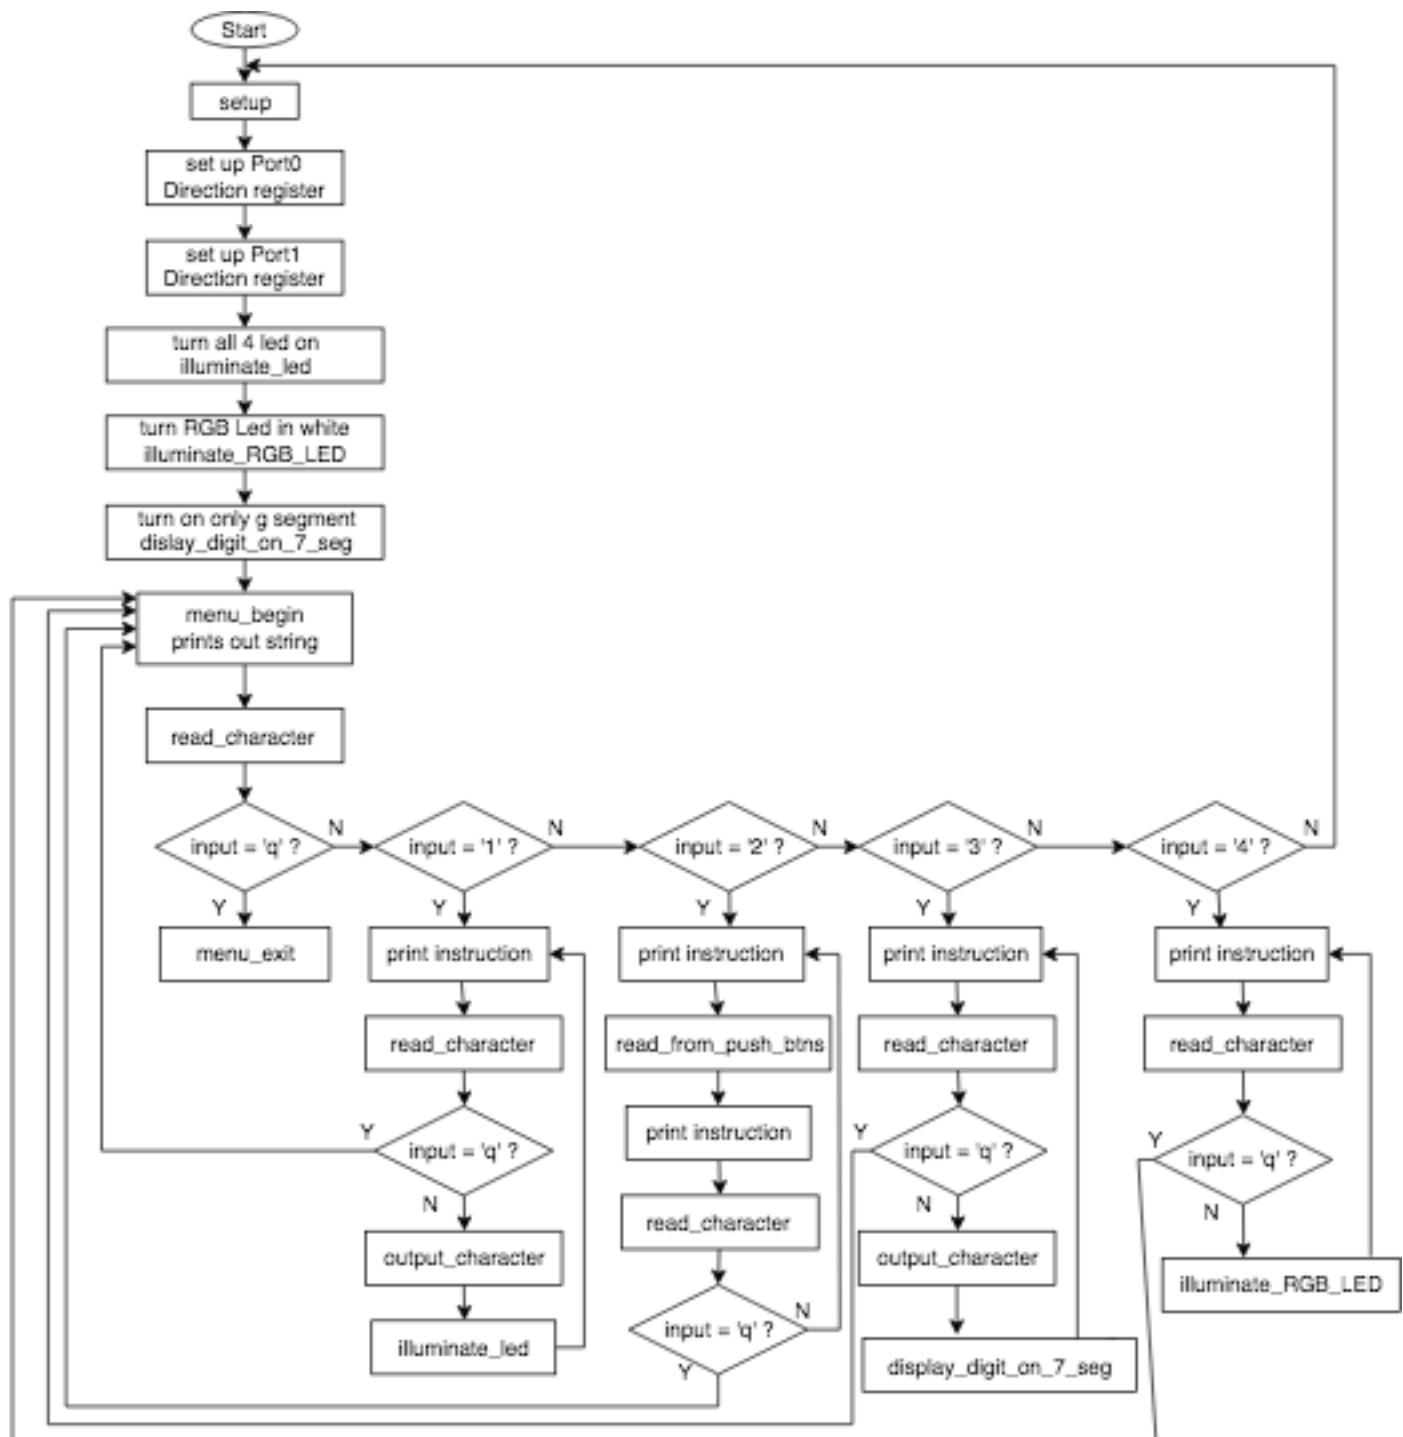 Start
setup
set up Port0
Direction register
set up Port1
Direction register
turn all 4 led on
illuminate_led
turn RGB Led in white
illuminate_RGB_LED
turn on only g segment
dislay_digit_on_7_seg
menu_begin
prints out string
read_character
input = 'q' ?
N
input = '1' ?
N
input = '2' ?
N
input = '3' ?
N
input = '4' ?
N
Y
Y
Y
Y
Y
menu_exit
print instruction
print instruction
print instruction
print instruction
read_character
read_from_push_btns
read_character
read_character
print instruction
Y
input = 'q' ?
Y
input = 'q' ?
Y
input = 'q' ?
N
N
N
read_character
output_character
output_character
illuminate_RGB_LED
input = 'q' ?
N
Y
illuminate_led
display_digit_on_7_seg